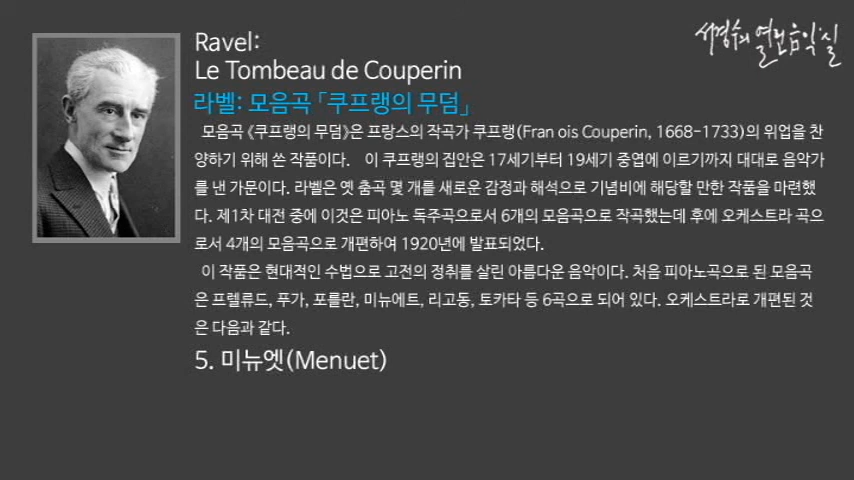 서경수의 열린음악실
Ravel:
Le Tombeau de Couperin
라벨: 모음곡 「쿠프랭의 무덤」
모음곡 《쿠프랭의 무덤》은 프랑스의 작곡가 쿠프랭(Fran ois Couperin, 1668-1733)의 위업을 찬
양하기 위해 쓴 작품이다. 이 쿠프랭의 집안은 17세기부터 19세기 중엽에 이르기까지 대대로 음악가
를 낸 가문이다. 라벨은 옛 춤곡 몇 개를 새로운 감정과 해석으로 기념비에 해당할 만한 작품을 마련했
다. 제1차 대전 중에 이것은 피아노 독주곡으로서 6개의 모음곡으로 작곡했는데 후에 오케스트라 곡으
로서 4개의 모음곡으로 개편하여 1920년에 발표되었다.
이 작품은 현대적인 수법으로 고전의 정취를 살린 아름다운 음악이다. 처음 피아노곡으로 된 모음곡
은 프렐류드, 푸가, 포를란, 미뉴에트, 리고동, 토카타 등 6곡으로 되어 있다. 오케스트라로 개편된 것
은 다음과 같다.
5. 미뉴엣(Menuet)